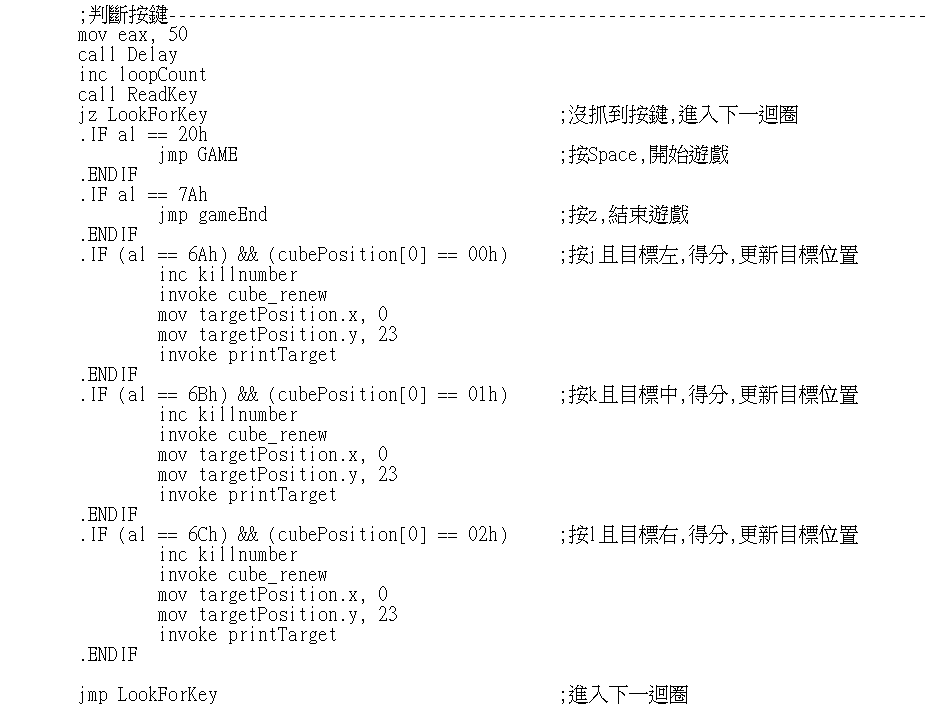 ;判斷按鍵----------------------------------------------------------------------------
mov eax, 50
call Delay
inc loopCount
call ReadKey
jz LookForKey ;沒抓到按鍵,進入下一迴圈
.IF al == 20h
jmp GAME ;按Space,開始遊戲
.ENDIF
.IF al == 7Ah
jmp gameEnd ;按z,結束遊戲
.ENDIF
.IF (al == 6Ah) && (cubePosition[0] == 00h) ;按j且目標左,得分,更新目標位置
inc killnumber
invoke cube_renew
mov targetPosition.x, 0
mov targetPosition.y, 23
invoke printTarget
.ENDIF
.IF (al == 6Bh) && (cubePosition[0] == 01h) ;按k且目標中,得分,更新目標位置
inc killnumber
invoke cube_renew
mov targetPosition.x, 0
mov targetPosition.y, 23
invoke printTarget
.ENDIF
.IF (al == 6Ch) && (cubePosition[0] == 02h) ;按l且目標右,得分,更新目標位置
inc killnumber
invoke cube_renew
mov targetPosition.x, 0
mov targetPosition.y, 23
invoke printTarget
.ENDIF
jmp LookForKey ;進入下一迴圈